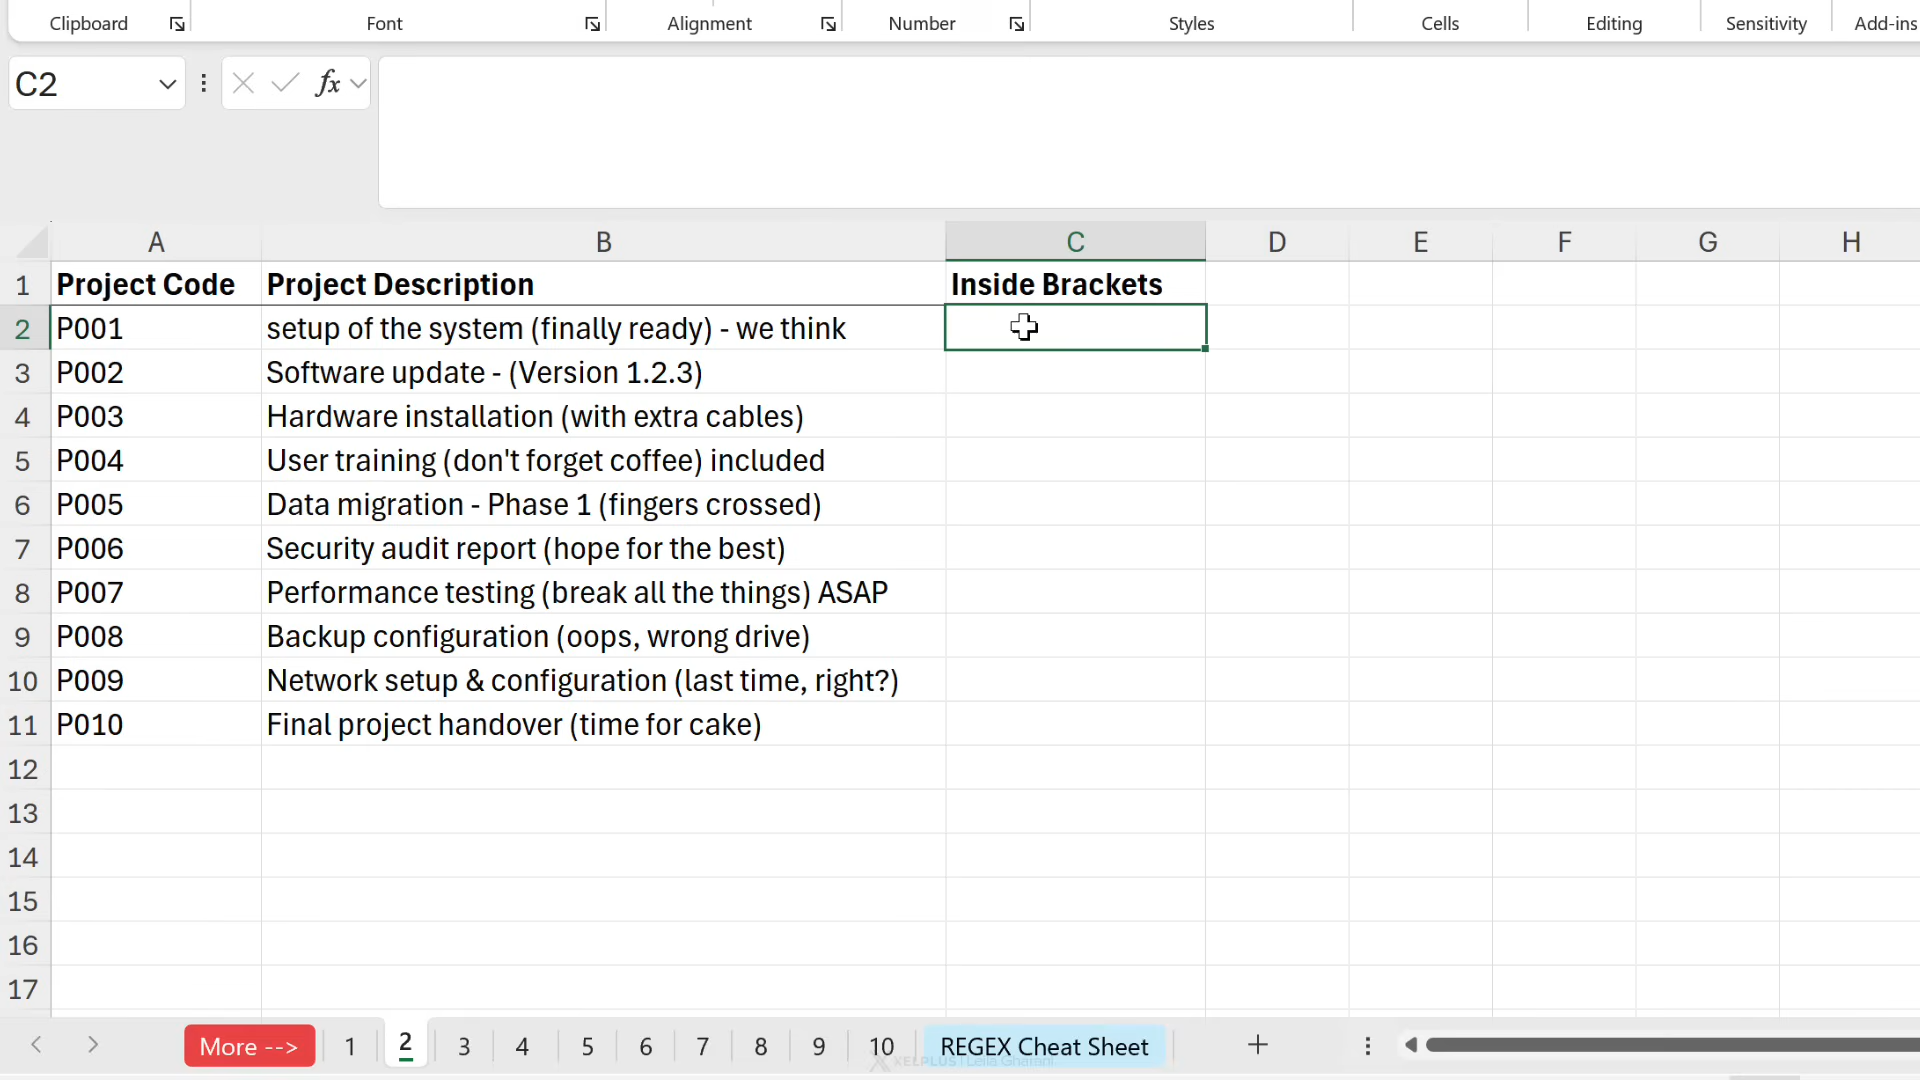 Clipboard Font Alignment Number Styles Cells Editing Sensitivity Add-ins
C2 fx
A B C D E F G H
1 Project Code Project Description Inside Brackets
2 P001 setup of the system (finally ready) - we think
3 P002 Software update - (Version 1.2.3)
4 P003 Hardware installation (with extra cables)
5 P004 User training (don't forget coffee) included
6 P005 Data migration - Phase 1 (fingers crossed)
7 P006 Security audit report (hope for the best)
8 P007 Performance testing (break all the things) ASAP
9 P008 Backup configuration (oops, wrong drive)
10 P009 Network setup & configuration (last time, right?)
11 P010 Final project handover (time for cake)
12
13
14
15
16
17
More --> 1 2 3 4 5 6 7 8 9 10 REGEX Cheat Sheet
XELPLUS | Leila Gharani